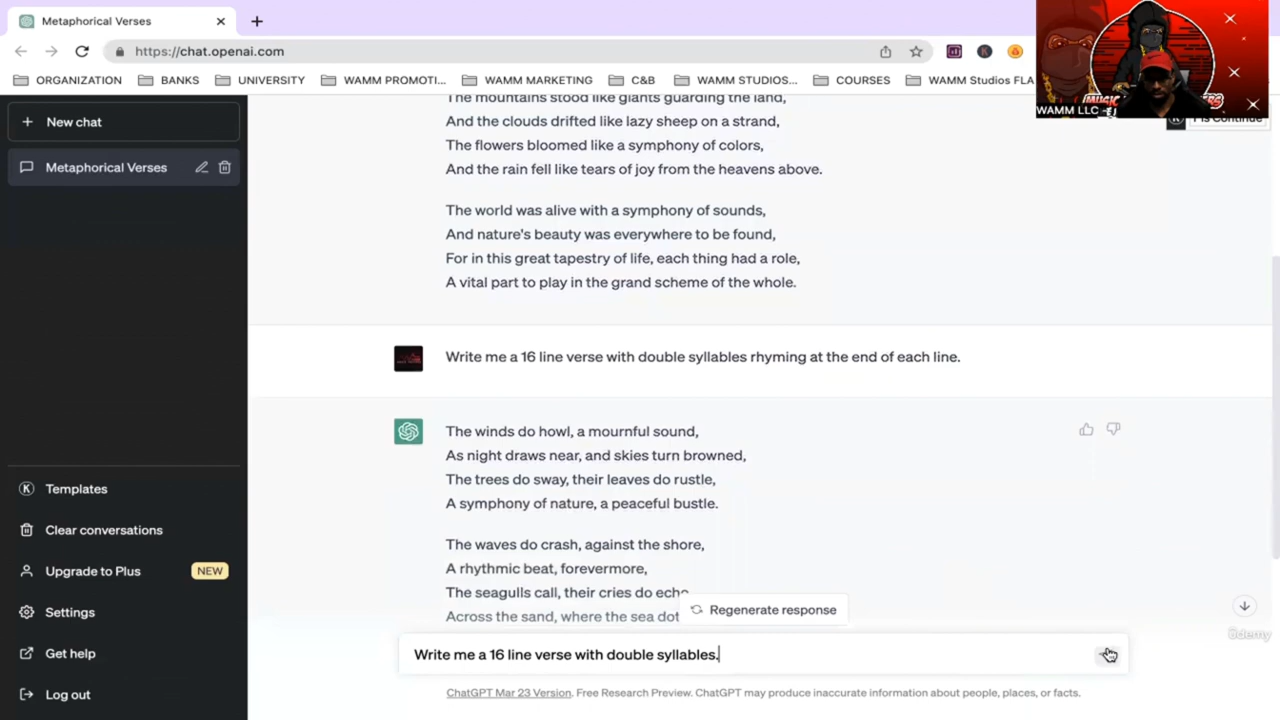 Metaphorical Verses
https://chat.openai.com
ORGANIZATION
BANKS
UNIVERSITY
WAMM PROMOTI...
WAMM MARKETING
C&B
WAMM STUDIOS...
COURSES
WAMM Studios FLA
WAMM LLC
New chat
Metaphorical Verses
The mountains stood like giants guarding the land,
And the clouds drifted like lazy sheep on a strand,
The flowers bloomed like a symphony of colors,
And the rain fell like tears of joy from the heavens above.
The world was alive with a symphony of sounds,
And nature's beauty was everywhere to be found,
For in this great tapestry of life, each thing had a role,
A vital part to play in the grand scheme of the whole.
Write me a 16 line verse with double syllables rhyming at the end of each line.
The winds do howl, a mournful sound,
As night draws near, and skies turn browned,
The trees do sway, their leaves do rustle,
A symphony of nature, a peaceful bustle.
The waves do crash, against the shore,
A rhythmic beat, forevermore,
The seagulls call, their cries do echo
Across the sand, where the sea dot
Regenerate response
Write me a 16 line verse with double syllables.
ChatGPT Mar 23 Version. Free Research Preview. ChatGPT may produce inaccurate information about people, places, or facts.
Templates
Clear conversations
Upgrade to Plus
NEW
Settings
Get help
Log out
ûdemy